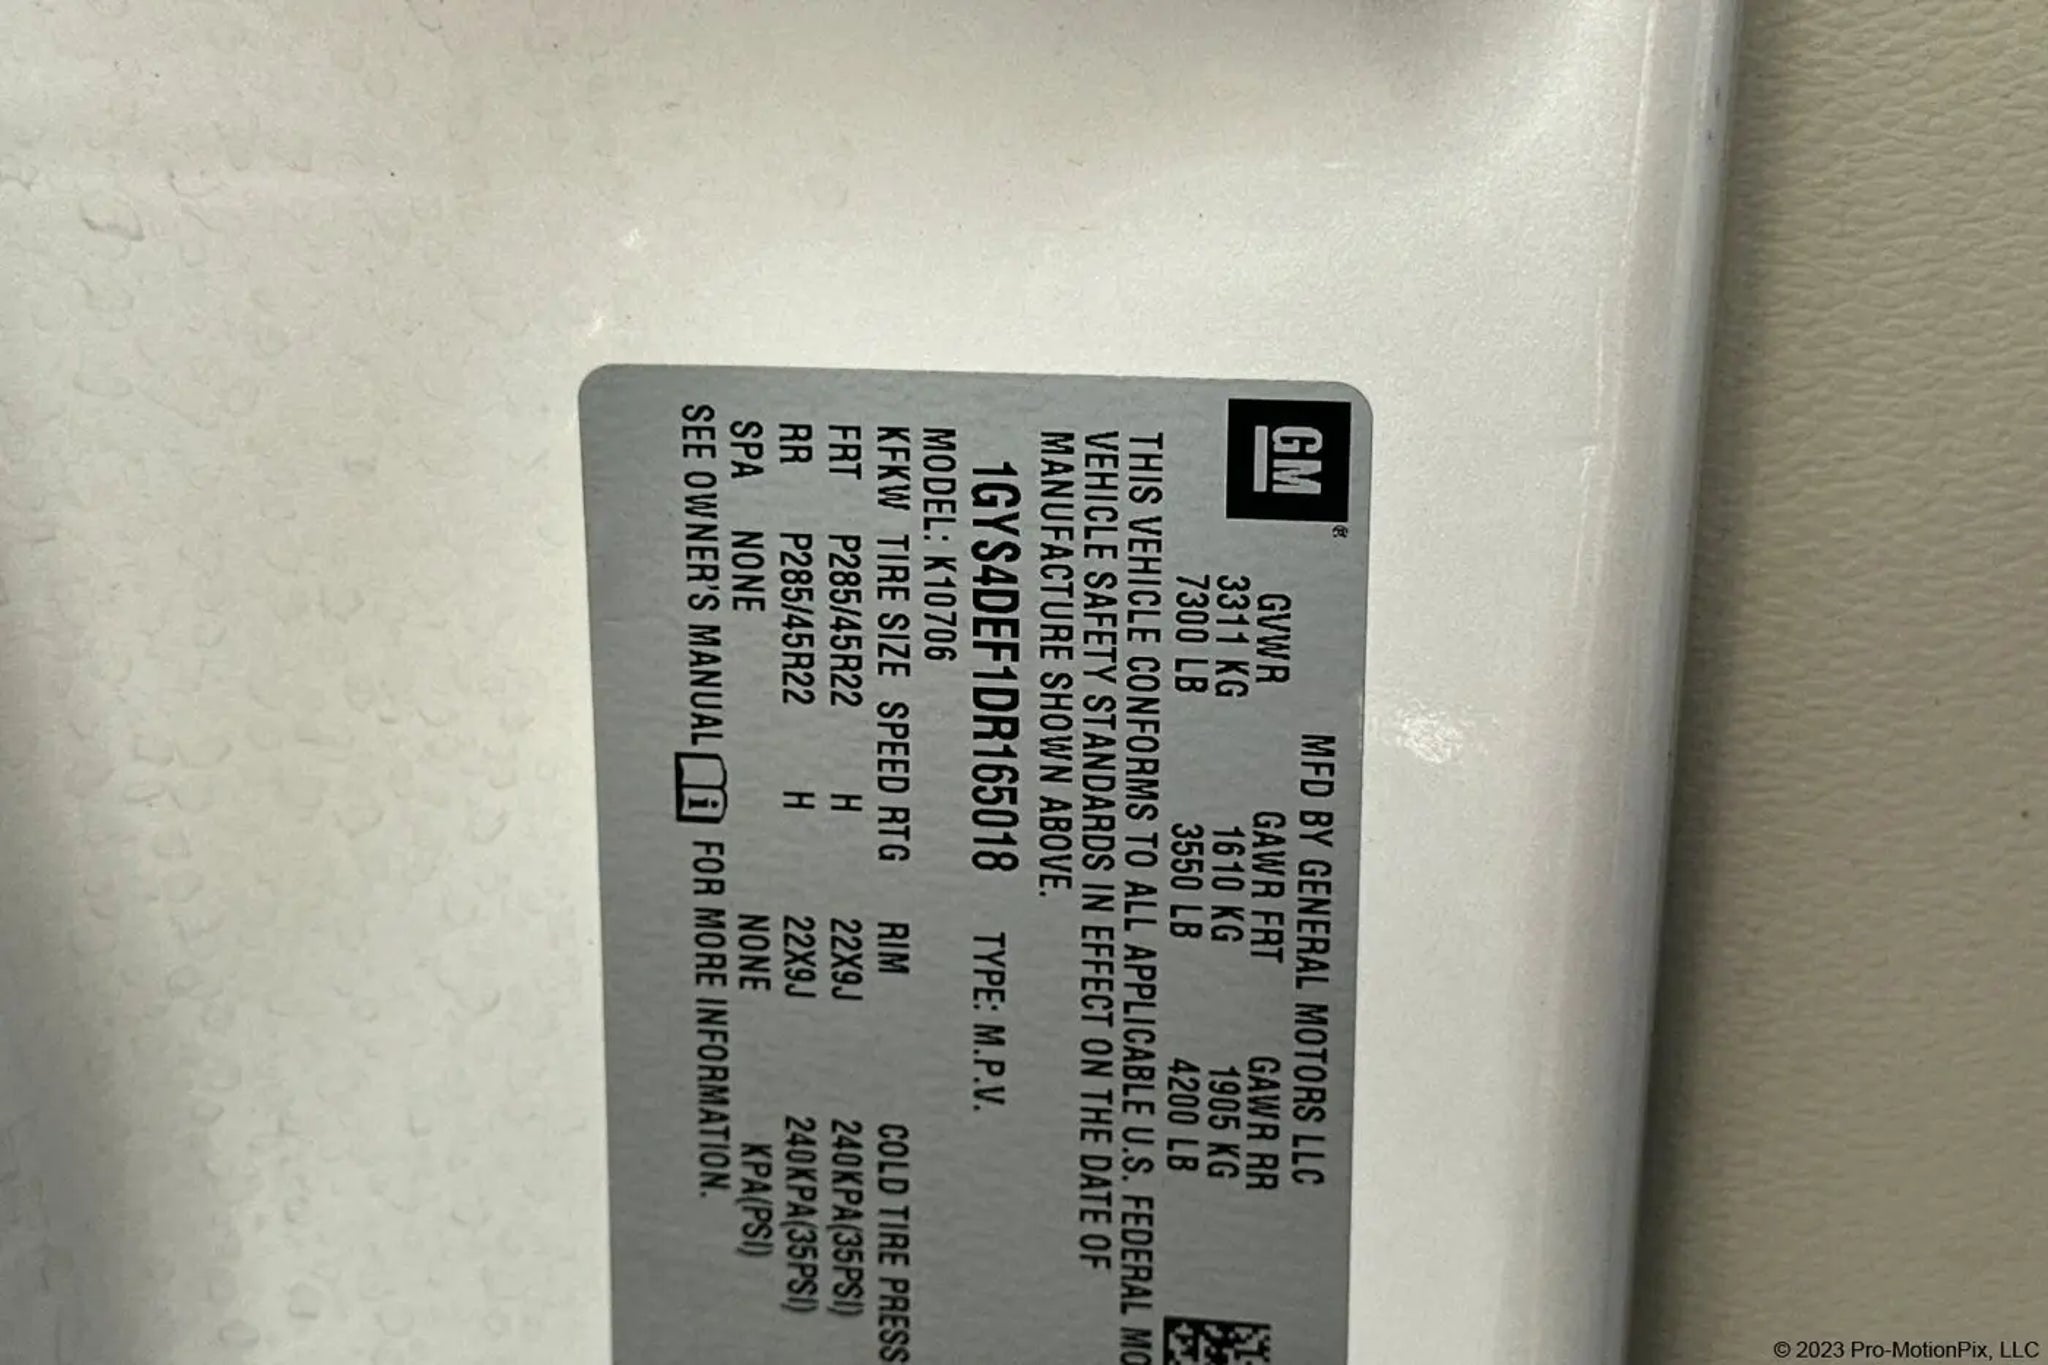 GM®
MFD BY GENERAL MOTORS LLC
GVWR GAWR FRT GAWR RR
3311 KG 1610 KG 1905 KG
7300 LB 3550 LB 4200 LB
THIS VEHICLE CONFORMS TO ALL APPLICABLE U.S. FEDERAL MO
VEHICLE SAFETY STANDARDS IN EFFECT ON THE DATE OF
MANUFACTURE SHOWN ABOVE.
1GYS4DEF1DR165018 TYPE: M.P.V.
MODEL: K10706
KFKW TIRE SIZE SPEED RTG RIM COLD TIRE PRESS
FRT P285/45R22 H 22X9J 240KPA(35PSI)
RR P285/45R22 H 22X9J 240KPA(35PSI)
SPA NONE NONE KPA(PSI)
SEE OWNER'S MANUAL FOR MORE INFORMATION.
© 2023 Pro-MotionPix, LLC